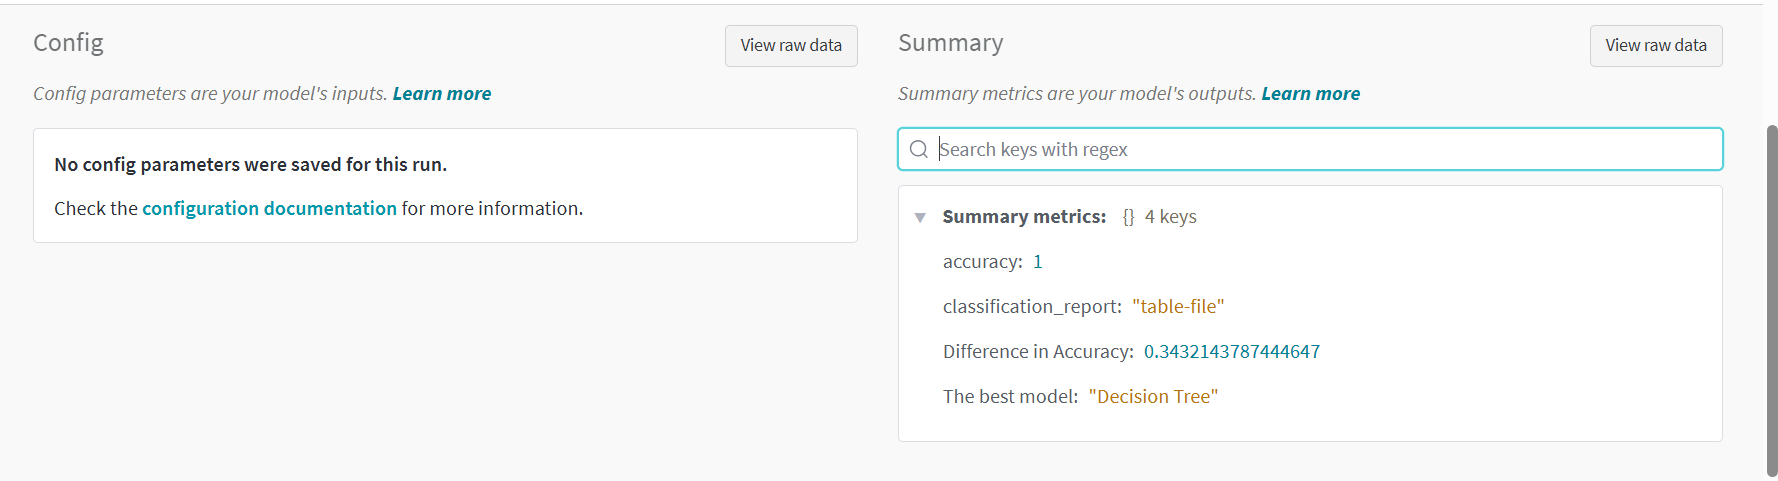 Config
View raw data
Config parameters are your model's inputs. Learn more
No config parameters were saved for this run.
Check the configuration documentation for more information.
Summary
View raw data
Summary metrics are your model's outputs. Learn more
Search keys with regex
Summary metrics: {} 4 keys
accuracy: 1
classification_report: "table-file"
Difference in Accuracy: 0.3432143787444647
The best model: "Decision Tree"